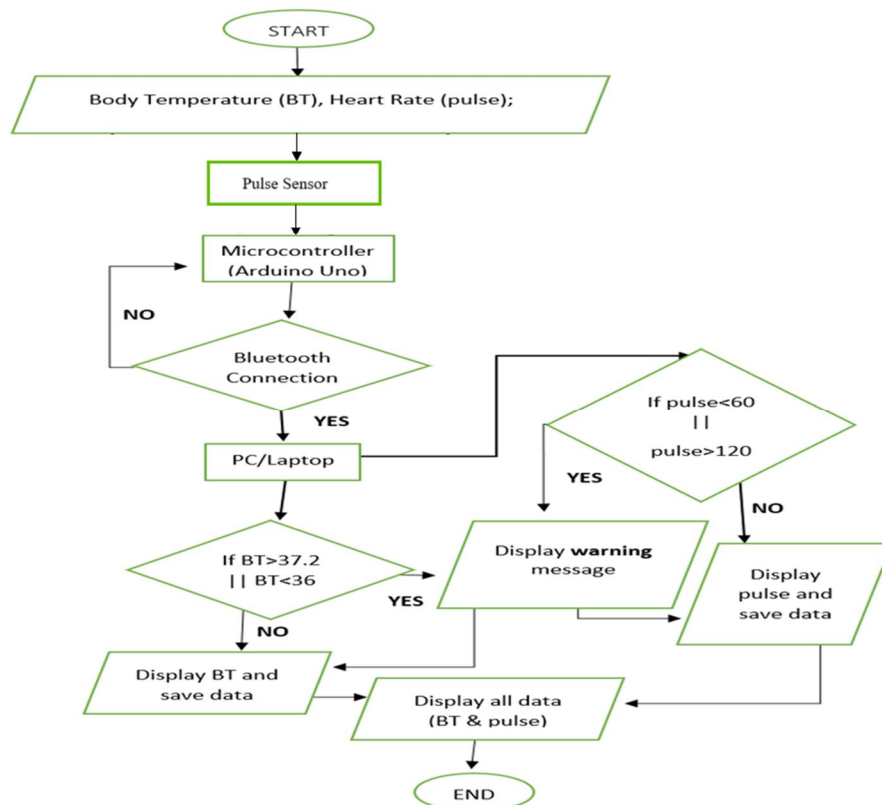 START
Body Temperature (BT), Heart Rate (pulse);
Pulse Sensor
Microcontroller
(Arduino Uno)
NO
Bluetooth
Connection
YES
PC/Laptop
If pulse<60
||
pulse>120
YES
NO
If BT>37.2
|| BT<36
YES
NO
Display warning
message
Display
pulse and
save data
Display BT and
save data
Display all data
(BT & pulse)
END